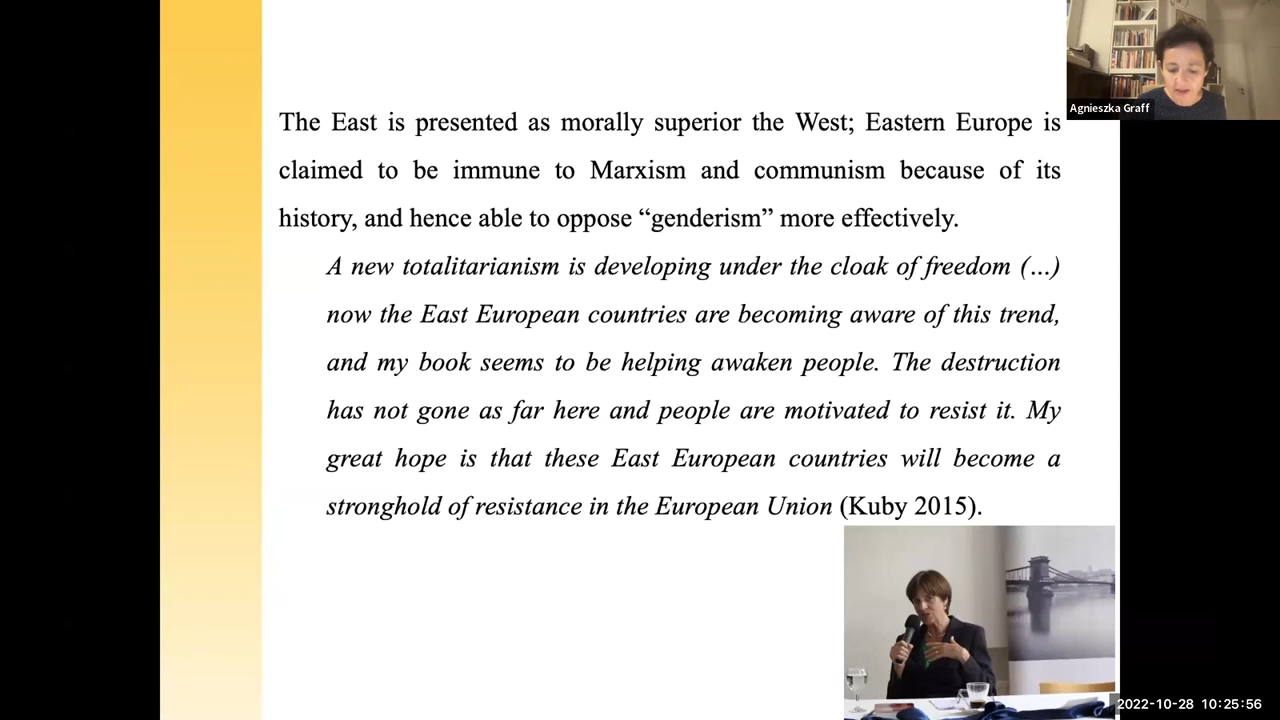 Agnieszka Graff
The East is presented as morally superior the West; Eastern Europe is
claimed to be immune to Marxism and communism because of its
history, and hence able to oppose “genderism” more effectively.
A new totalitarianism is developing under the cloak of freedom (...)
now the East European countries are becoming aware of this trend,
and my book seems to be helping awaken people. The destruction
has not gone as far here and people are motivated to resist it. My
great hope is that these East European countries will become a
stronghold of resistance in the European Union (Kuby 2015).
2022-10-28 10:25:56